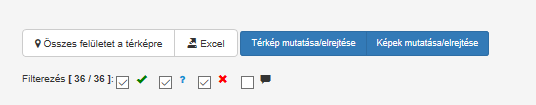 Összes felületet a térképre Excel Térkép mutatása/elrejtése Képek mutatása/elrejtése
Filterezés [ 36 / 36 ]: ?